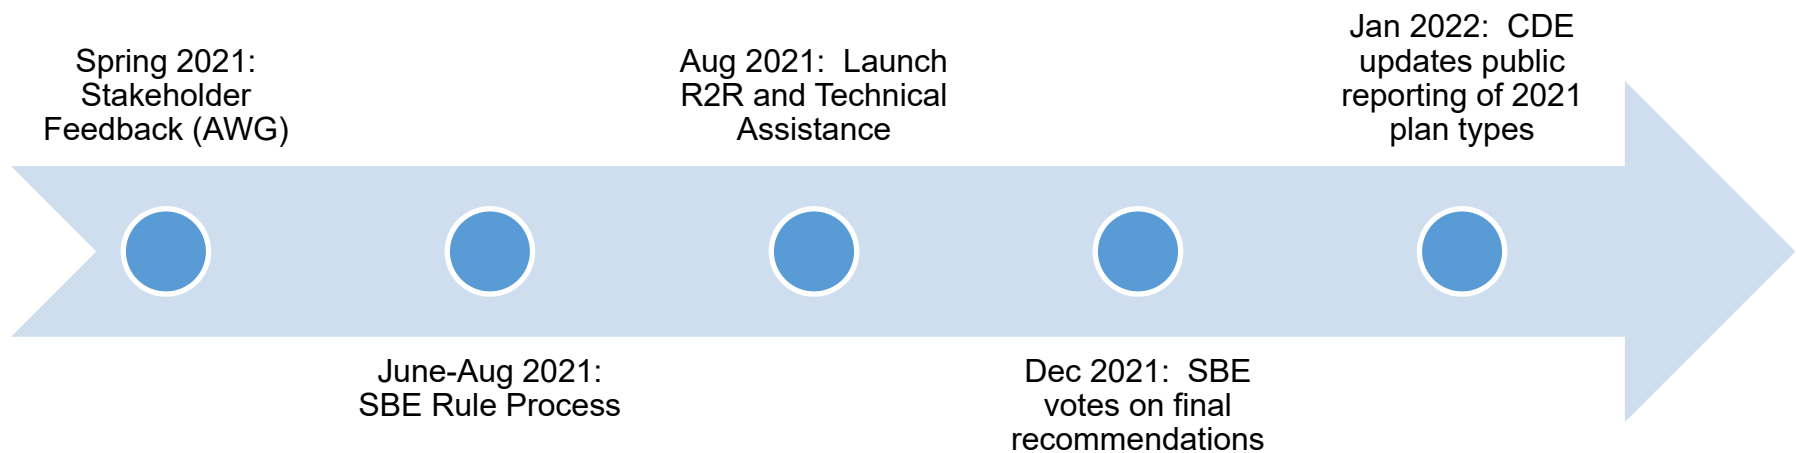 Spring 2021:
Stakeholder
Feedback (AWG)
June-Aug 2021:
SBE Rule Process
Aug 2021:  Launch
R2R and Technical
Assistance
Dec 2021:  SBE
votes on final
recommendations
Jan 2022:  CDE
updates public
reporting of 2021
plan types